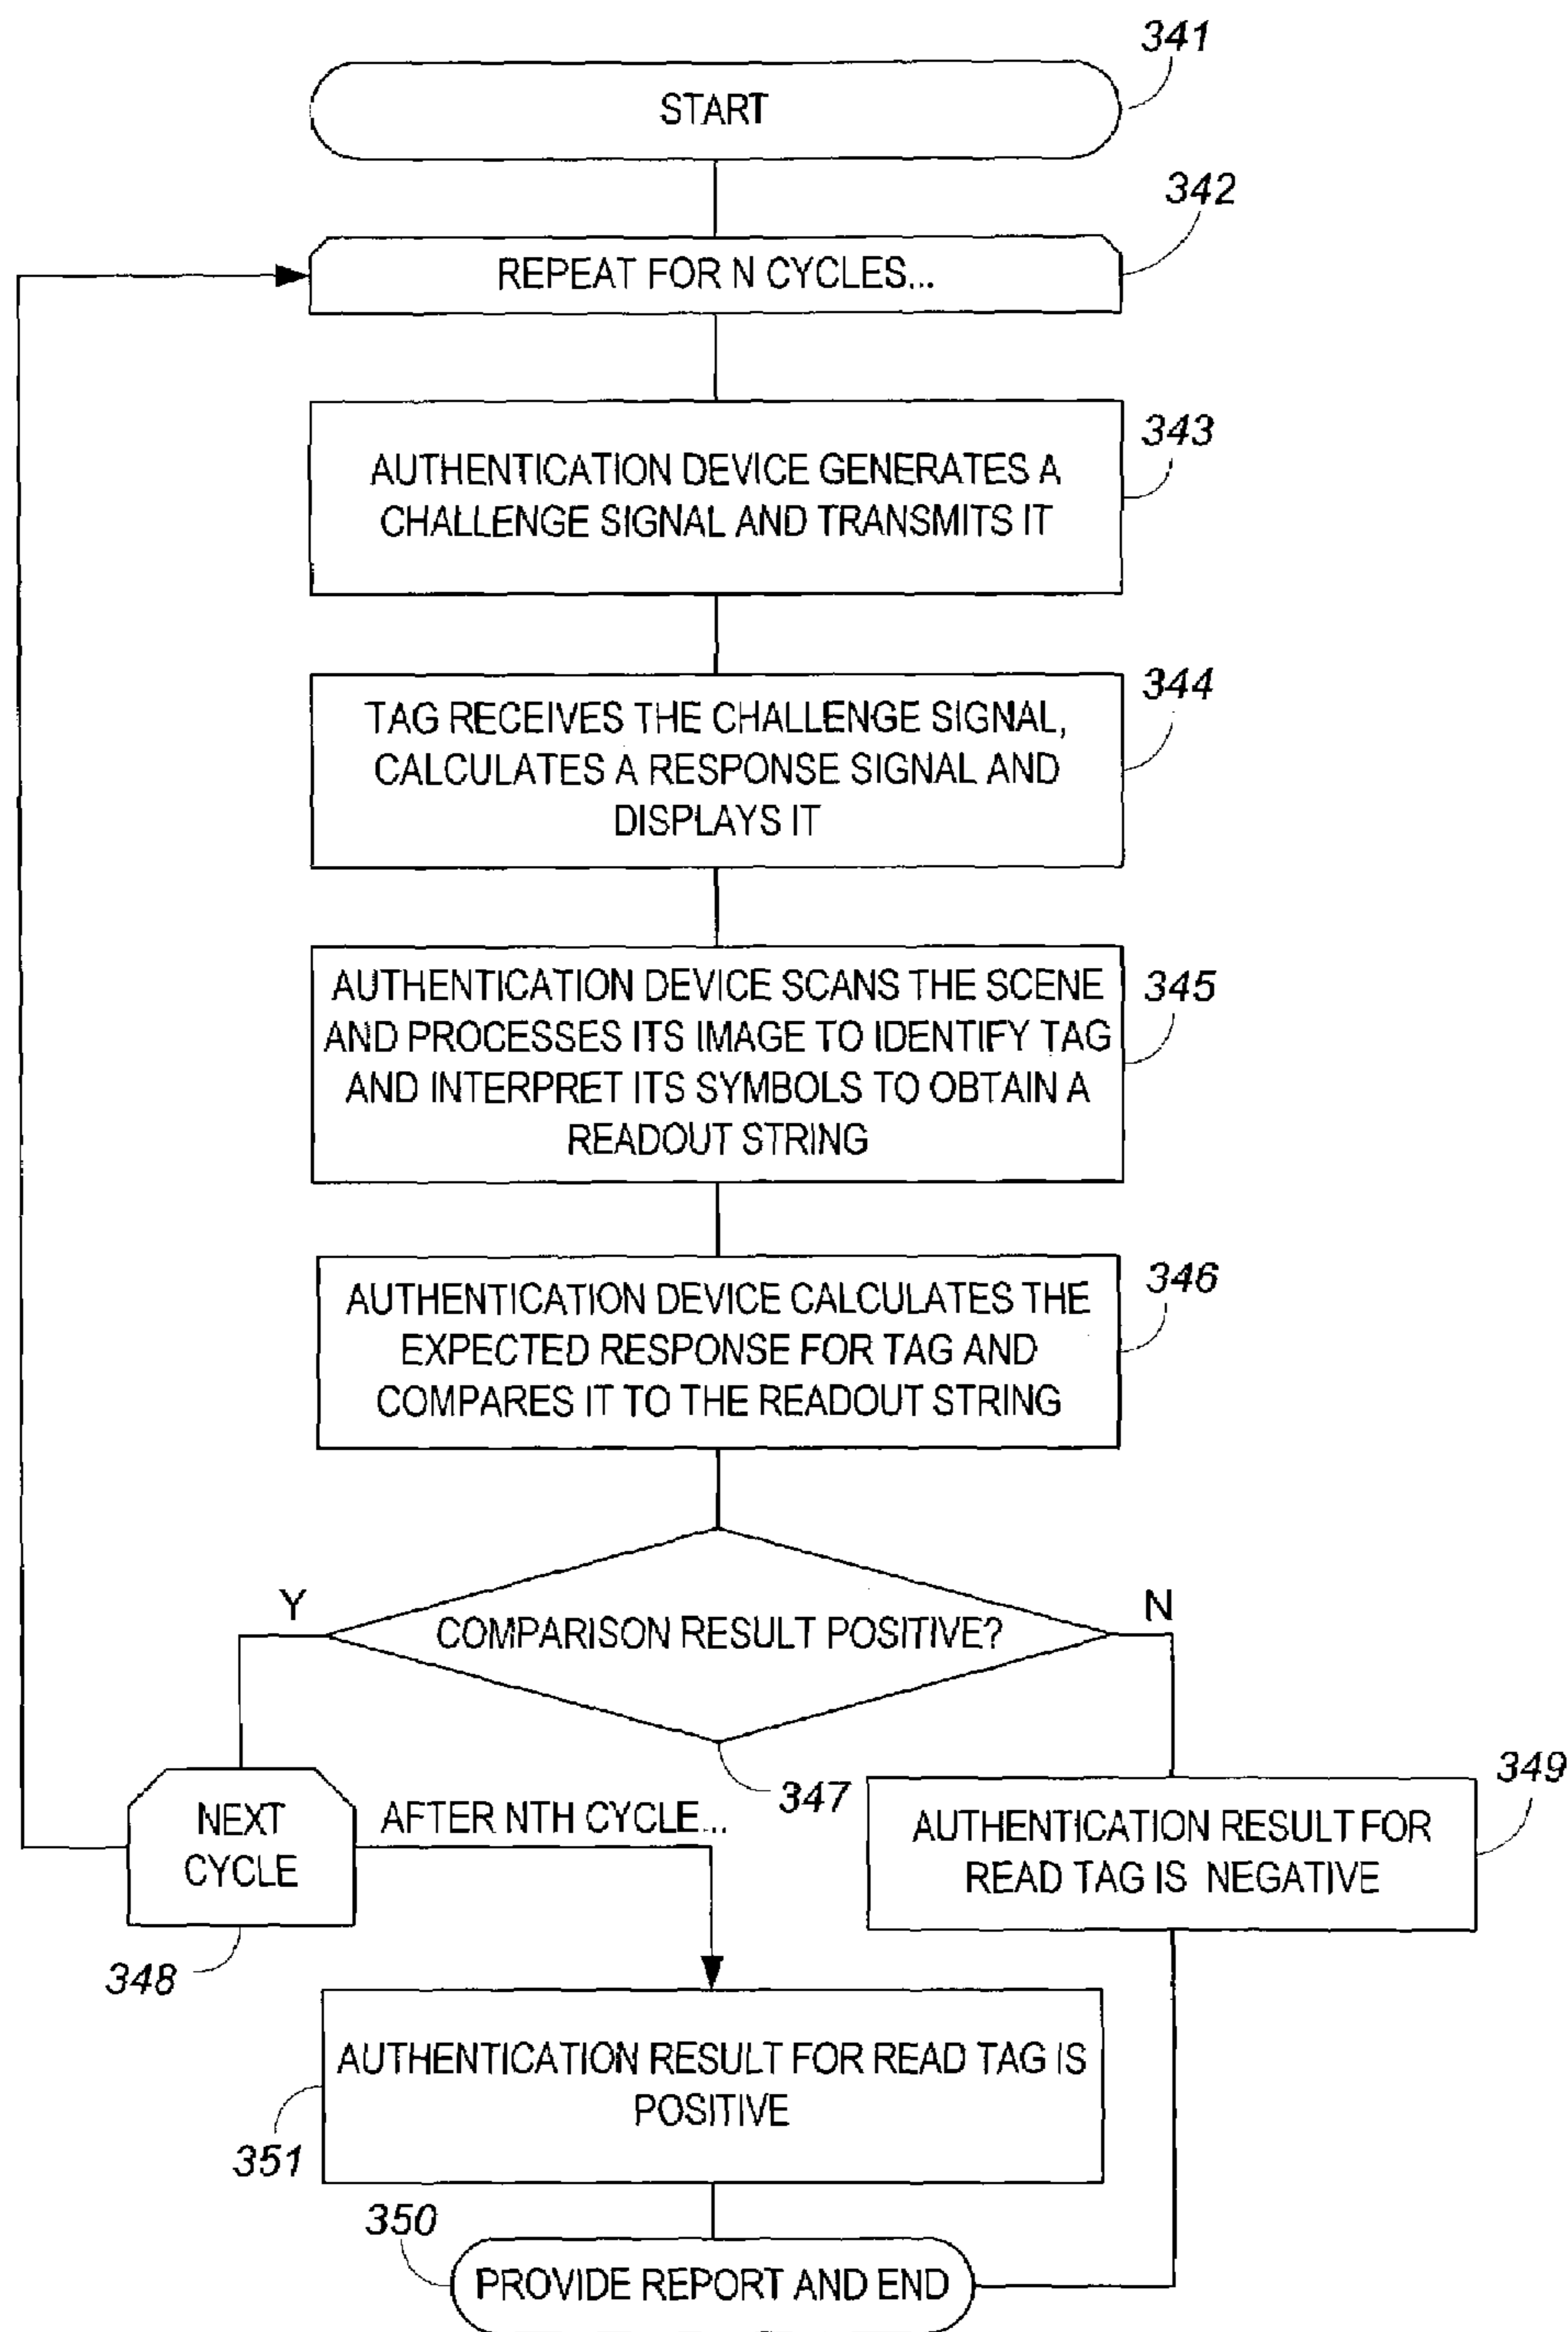 341
START
342
REPEAT FOR N CYCLES...
343
AUTHENTICATION DEVICE GENERATES A
CHALLENGE SIGNAL AND TRANSMITS IT
344
TAG RECEIVES THE CHALLENGE SIGNAL,
CALCULATES A RESPONSE SIGNAL AND
DISPLAYS IT
345
AUTHENTICATION DEVICE SCANS THE SCENE
AND PROCESSES ITS IMAGE TO IDENTIFY TAG
AND INTERPRET ITS SYMBOLS TO OBTAIN A
READOUT STRING
346
AUTHENTICATION DEVICE CALCULATES THE
EXPECTED RESPONSE FOR TAG AND
COMPARES IT TO THE READOUT STRING
Y
N
COMPARISON RESULT POSITIVE?
347
349
NEXT
CYCLE
AFTER NTH CYCLE...
AUTHENTICATION RESULT FOR
READ TAG IS NEGATIVE
348
AUTHENTICATION RESULT FOR READ TAG IS
POSITIVE
351
350
PROVIDE REPORT AND END